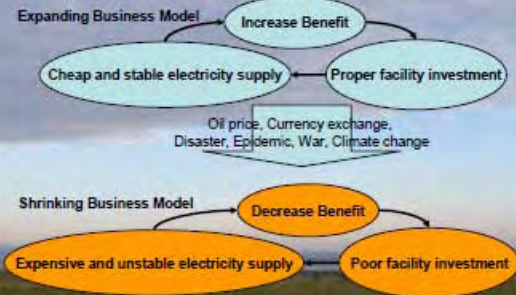 Expanding Business Model
Increase Benefit
Cheap and stable electricity supply
Proper facility investment
Oil price, Currency exchange,
Disaster, Epidemic, War, Climate change
Shrinking Business Model
Decrease Benefit
Expensive and unstable electricity supply
Poor facility investment